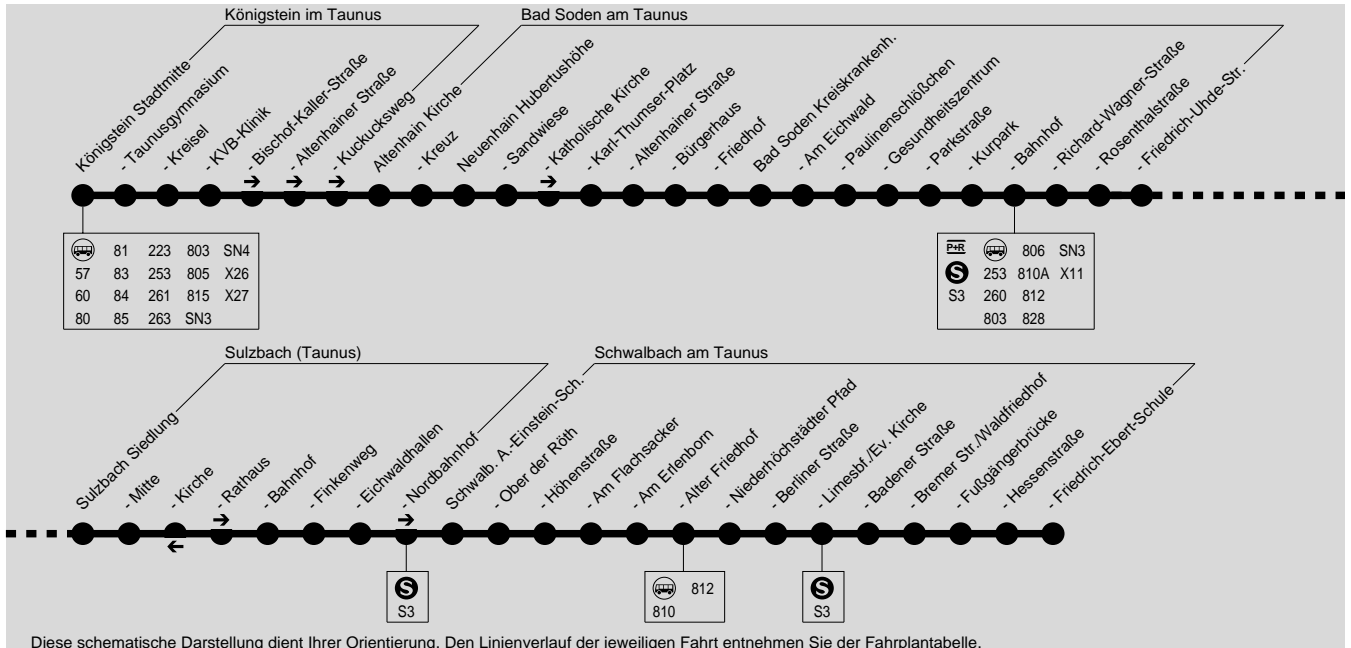 Königstein im Taunus
Bad Soden am Taunus
Königstein Stadtmitte
- Taunusgymnasium
- Kreisel
- KVB-Klinik
- Bischof-Kaller-Straße
- Altenhainer Straße
- Kuckucksweg
Altenhain Kirche
- Kreuz
Neuenhain Hubertushöhe
- Sandwiese
- Katholische Kirche
- Karl-Thumser-Platz
- Altenhainer Straße
- Bürgerhaus
- Friedhof
Bad Soden Kreiskrankenh.
- Am Eichwald
- Paulinenschlößchen
- Gesundheitszentrum
- Parkstraße
- Kurpark
- Bahnhof
- Richard-Wagner-Straße
- Rosenthalstraße
- Friedrich-Uhde-Str.
81 223 803 SN4
57 83 253 805 X26
60 84 261 815 X27
80 85 263 SN3
P+R 806 SN3
S 253 810A X11
S3 260 812
803 828
Sulzbach (Taunus)
Schwalbach am Taunus
Sulzbach Siedlung
- Mitte
- Kirche
- Rathaus
- Bahnhof
- Finkenweg
- Eichwaldhallen
- Nordbahnhof
Schwalb. A.-Einstein-Sch.
- Ober der Röth
- Höhenstraße
- Am Flachsacker
- Am Erlenborn
- Alter Friedhof
- Niederhöchstädter Pfad
- Berliner Straße
- Limesbf./Ev. Kirche
- Badener Straße
- Bremer Str./Waldfriedhof
- Fußgängerbrücke
- Hessenstraße
- Friedrich-Ebert-Schule
S
S3
812
810
S
S3
Diese schematische Darstellung dient Ihrer Orientierung. Den Linienverlauf der jeweiligen Fahrt entnehmen Sie der Fahrplantabelle.